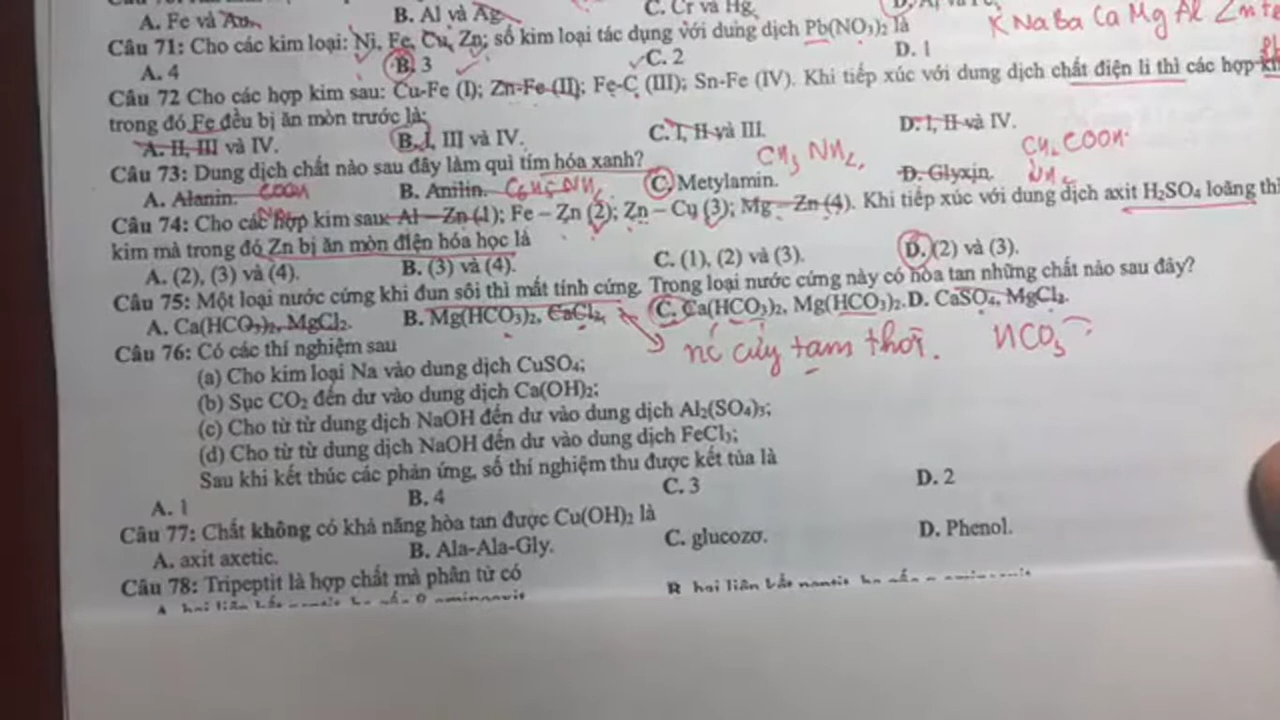 A. Fe và Au. B. Al và Ag. C. Cr và Hg.
K Na Ba Ca Mg Al Zn
Câu 71: Cho các kim loại: Ni, Fe, Cu, Zn; số kim loại tác dụng với dung dịch Pb(NO₃)₂ là
A. 4 B. 3 C. 2 D. 1
Câu 72 Cho các hợp kim sau: Cu-Fe (I); Zn-Fe (II); Fe-C (III); Sn-Fe (IV). Khi tiếp xúc với dung dịch chất điện li thì các hợp
trong đó Fe đều bị ăn mòn trước là:
A. II, III và IV. B. I, III và IV. C. I, II và III. D. I, II và IV.
Câu 73: Dung dịch chất nào sau đây làm quì tím hóa xanh?
CH₃ NH₂
A. Alanin. B. Anilin. C₆H₅NH₂ C. Metylamin. D. Glyxin.
COOH
NH₂
Câu 74: Cho các hợp kim sau: Al – Zn (1); Fe – Zn (2); Zn – Cu (3); Mg – Zn (4). Khi tiếp xúc với dung dịch axit H₂SO₄ loãng
kim mà trong đó Zn bị ăn mòn điện hóa học là
A. (2), (3) và (4). B. (3) và (4). C. (1), (2) và (3). D. (2) và (3).
Câu 75: Một loại nước cứng khi đun sôi thì mất tính cứng. Trong loại nước cứng này có hòa tan những chất nào sau đây?
A. Ca(HCO₃)₂, MgCl₂. B. Mg(HCO₃)₂, CaCl₂. C. Ca(HCO₃)₂, Mg(HCO₃)₂. D. CaSO₄, MgCl₂.
tạm thời. HCO₃⁻
Câu 76: Có các thí nghiệm sau
(a) Cho kim loại Na vào dung dịch CuSO₄;
(b) Sục CO₂ đến dư vào dung dịch Ca(OH)₂;
(c) Cho từ từ dung dịch NaOH đến dư vào dung dịch Al₂(SO₄)₃;
(d) Cho từ từ dung dịch NaOH đến dư vào dung dịch FeCl₃;
Sau khi kết thúc các phản ứng, số thí nghiệm thu được kết tủa là
A. 1 B. 4 C. 3 D. 2
Câu 77: Chất không có khả năng hòa tan được Cu(OH)₂ là
A. axit axetic. B. Ala-Ala-Gly. C. glucozơ. D. Phenol.
Câu 78: Tripeptit là hợp chất mà phân tử có